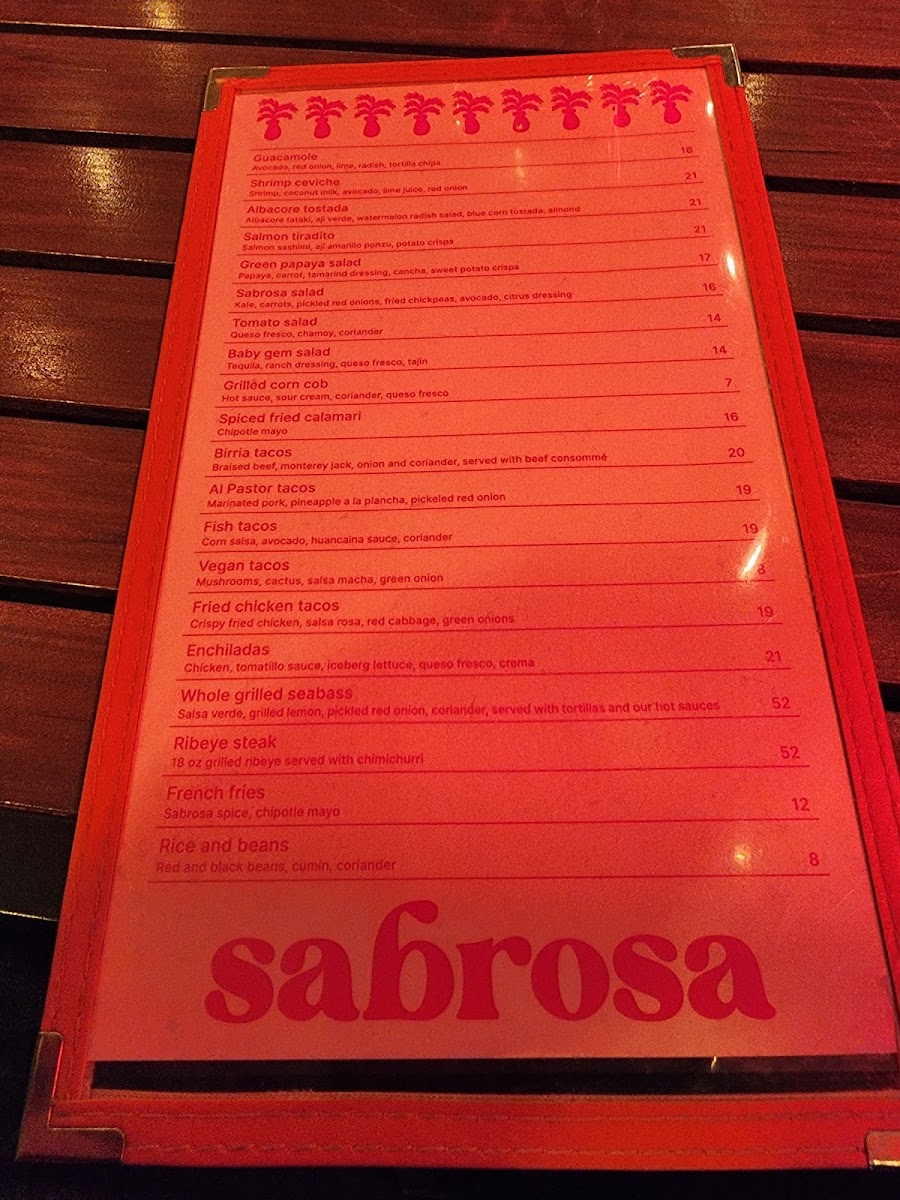 Guacamole 16
Avocado, red onion, lime, radish, tortilla chips
Shrimp ceviche 21
Shrimp, coconut milk, avocado, lime juice, red onion
Albacore tostada 21
Albacore tataki, aji verde, watermelon radish salad, blue corn tostada, almond
Salmon tiradito 21
Salmon sashimi, aji amarillo ponzu, potato crisps
Green papaya salad 17
Papaya, carrot, tamarind dressing, cancha, sweet potato crisps
Sabrosa salad 16
Kale, carrots, pickled red onions, fried chickpeas, avocado, citrus dressing
Tomato salad 14
Queso fresco, chamoy, coriander
Baby gem salad 14
Tequila, ranch dressing, queso fresco, tajin
Grilled corn cob 7
Hot sauce, sour cream, coriander, queso fresco
Spiced fried calamari 16
Chipotle mayo
Birria tacos 20
Braised beef, monterey jack, onion and coriander, served with beef consommé
Al Pastor tacos 19
Marinated pork, pineapple a la plancha, pickeled red onion
Fish tacos 19
Corn salsa, avocado, huancaina sauce, coriander
Vegan tacos
Mushrooms, cactus, salsa macha, green onion
Fried chicken tacos 19
Crispy fried chicken, salsa rosa, red cabbage, green onions
Enchiladas 21
Chicken, tomatillo sauce, iceberg lettuce, queso fresco, crema
Whole grilled seabass 52
Salsa verde, grilled lemon, pickled red onion, coriander, served with tortillas and our hot sauces
Ribeye steak 52
18 oz grilled ribeye served with chimichurri
French fries 12
Sabrosa spice, chipotle mayo
Rice and beans 8
Red and black beans, cumin, coriander
sabrosa